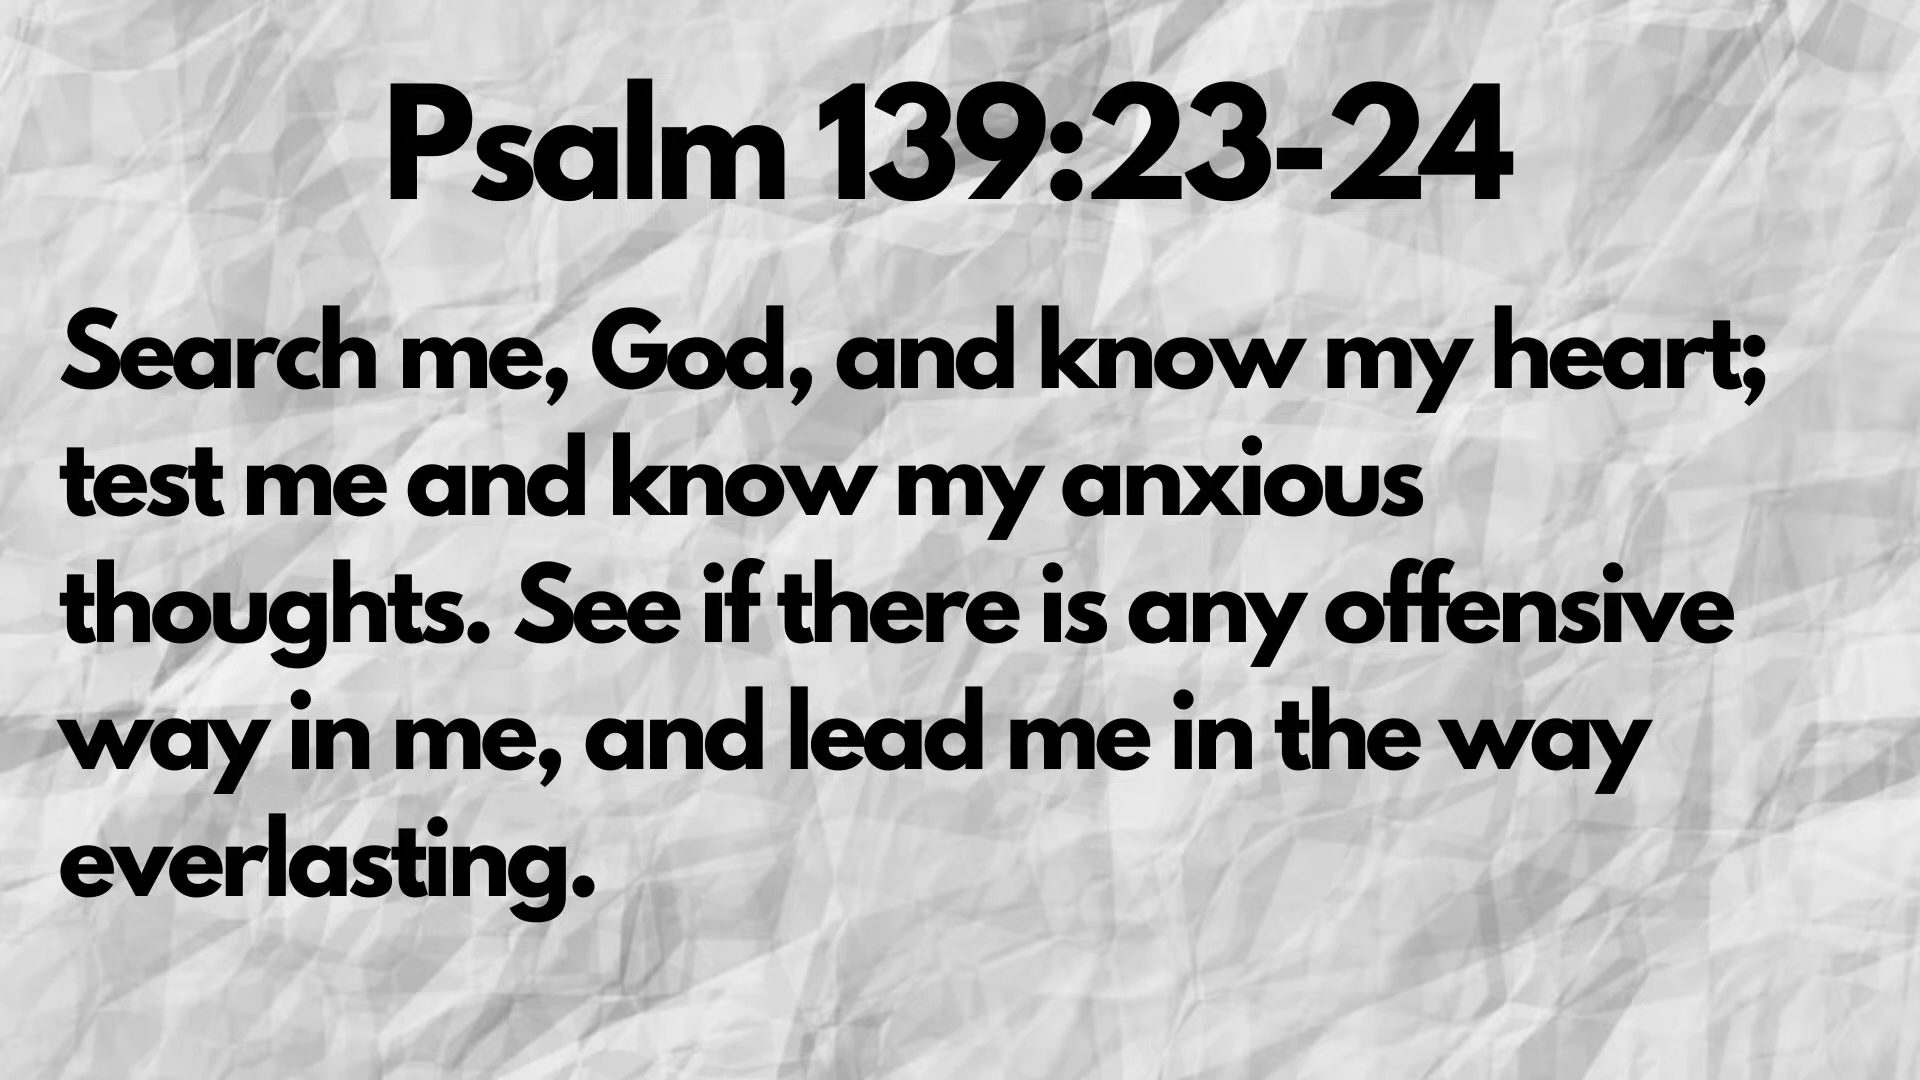 Psalm 139:23-24
Search me, God, and know my heart;
test me and know my anxious
thoughts. See if there is any offensive
way in me, and lead me in the way
everlasting.